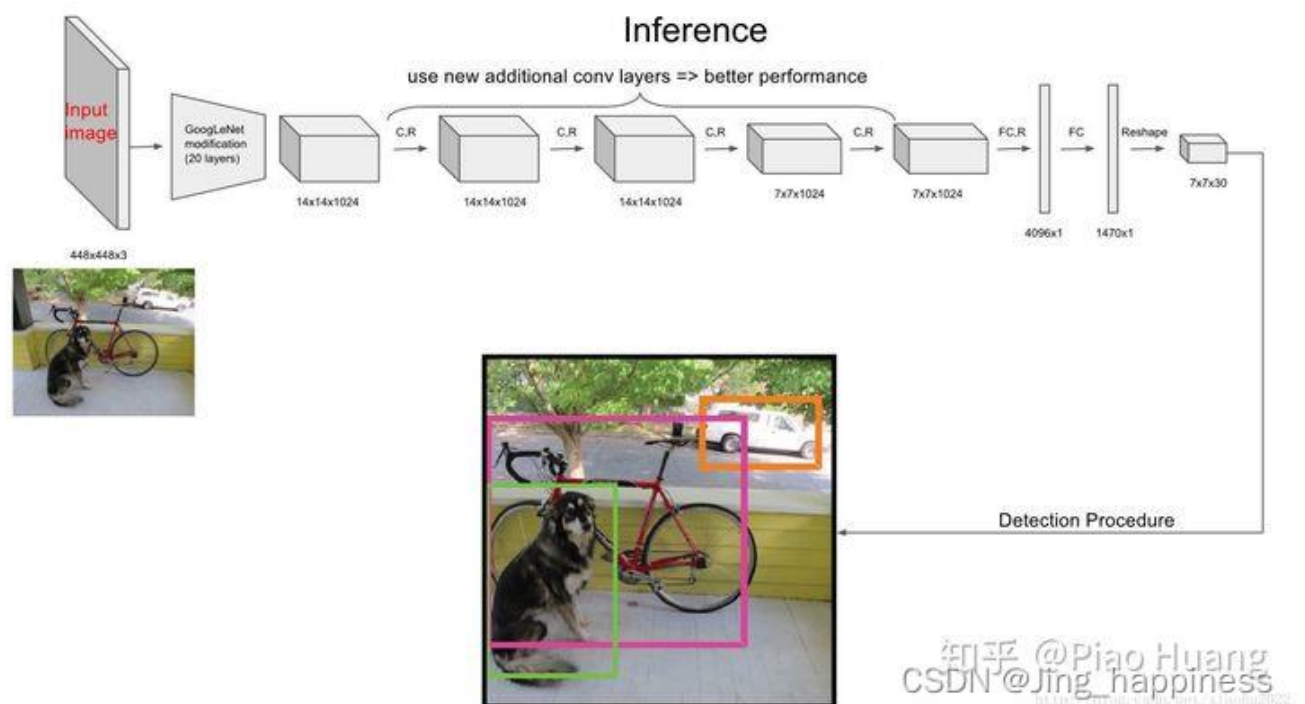 Inference
use new additional conv layers => better performance
Input
image
GoogLeNet
modification
(20 layers)
C,R
C,R
C,R
C,R
FC,R
FC
Reshape
14x14x1024
14x14x1024
14x14x1024
7x7x1024
7x7x1024
7x7x30
4096x1
1470x1
448x448x3
Detection Procedure
知乎 @Piao Huang
CSDN @Jing_happiness